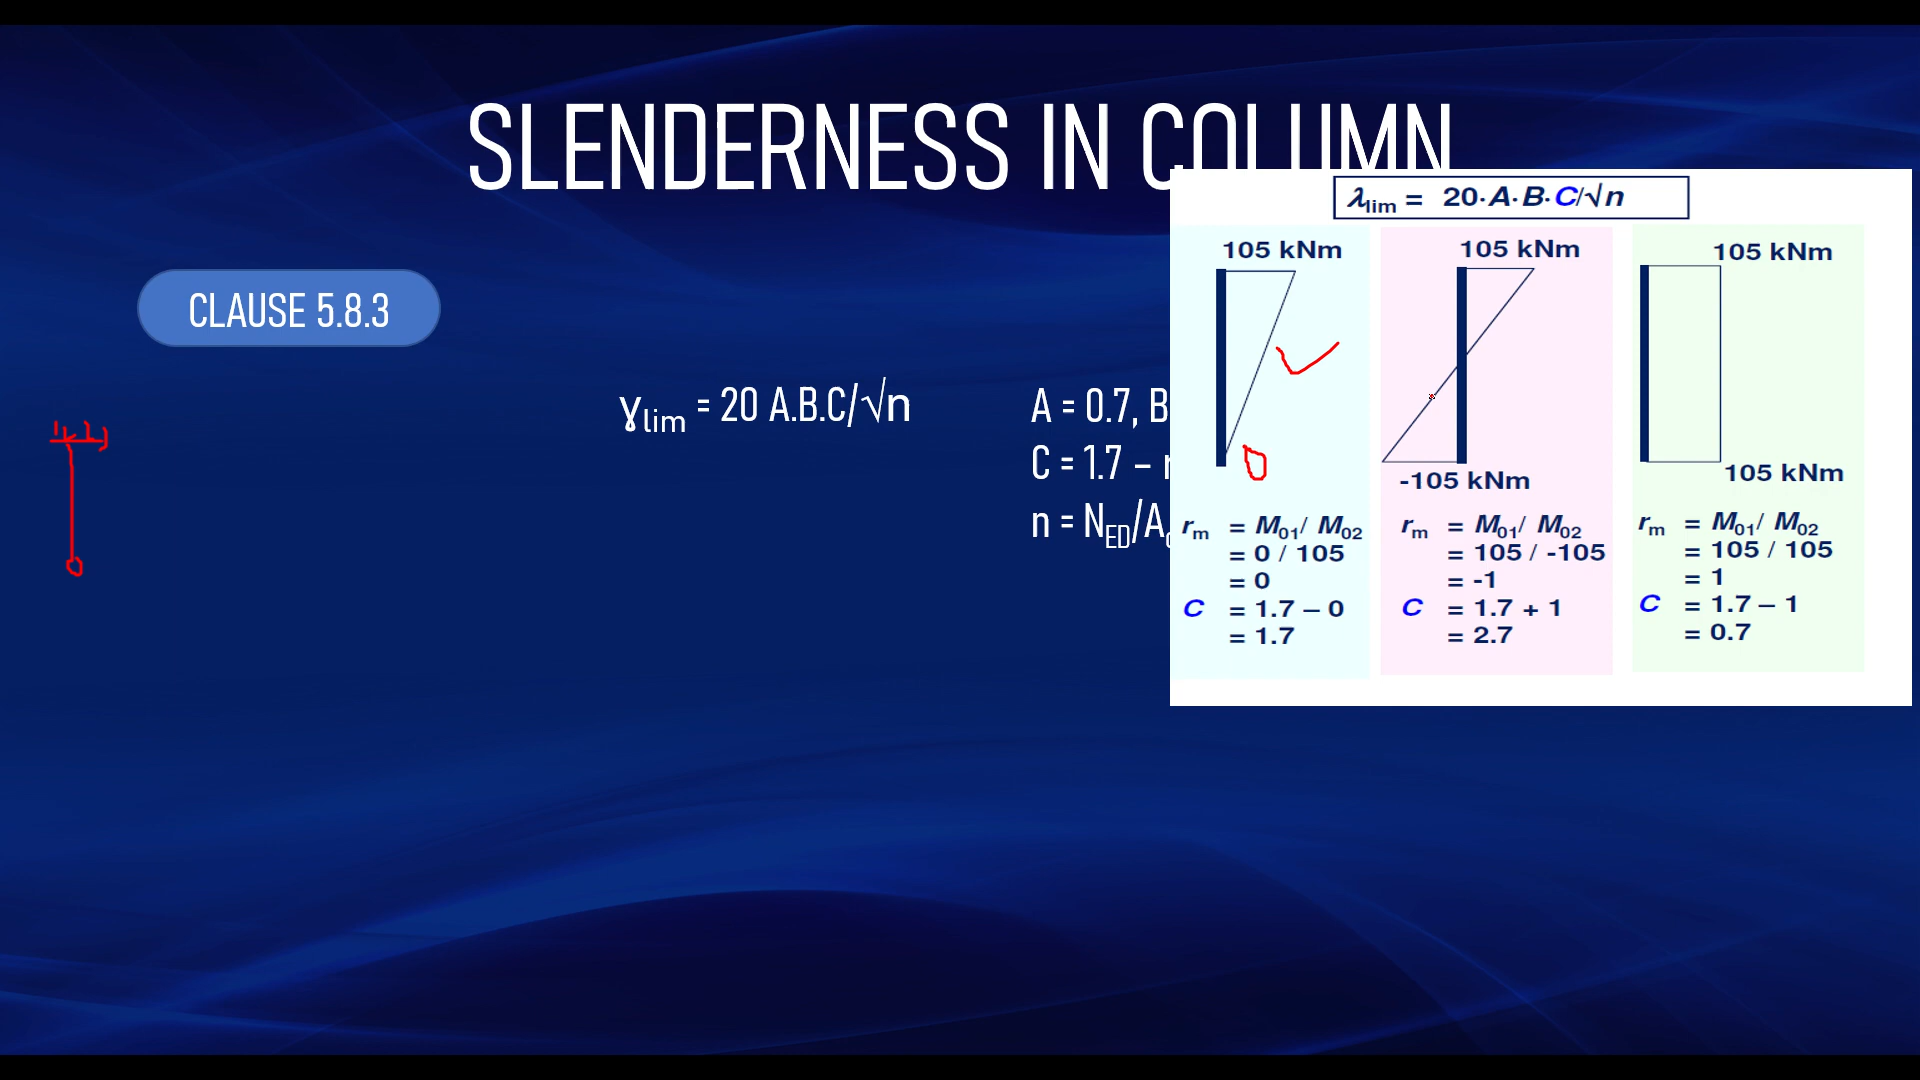 SLENDERNESS IN COLUMN
CLAUSE 5.8.3
ɣlim = 20 A.B.C/√n
A = 0.7, B
C = 1.7 – r
n = NED/Ac
λlim = 20·A·B·C/√n
105 kNm
0
rm = M01/ M02
= 0 / 105
= 0
C = 1.7 – 0
= 1.7
105 kNm
-105 kNm
rm = M01/ M02
= 105 / -105
= -1
C = 1.7 + 1
= 2.7
105 kNm
105 kNm
rm = M01/ M02
= 105 / 105
= 1
C = 1.7 – 1
= 0.7